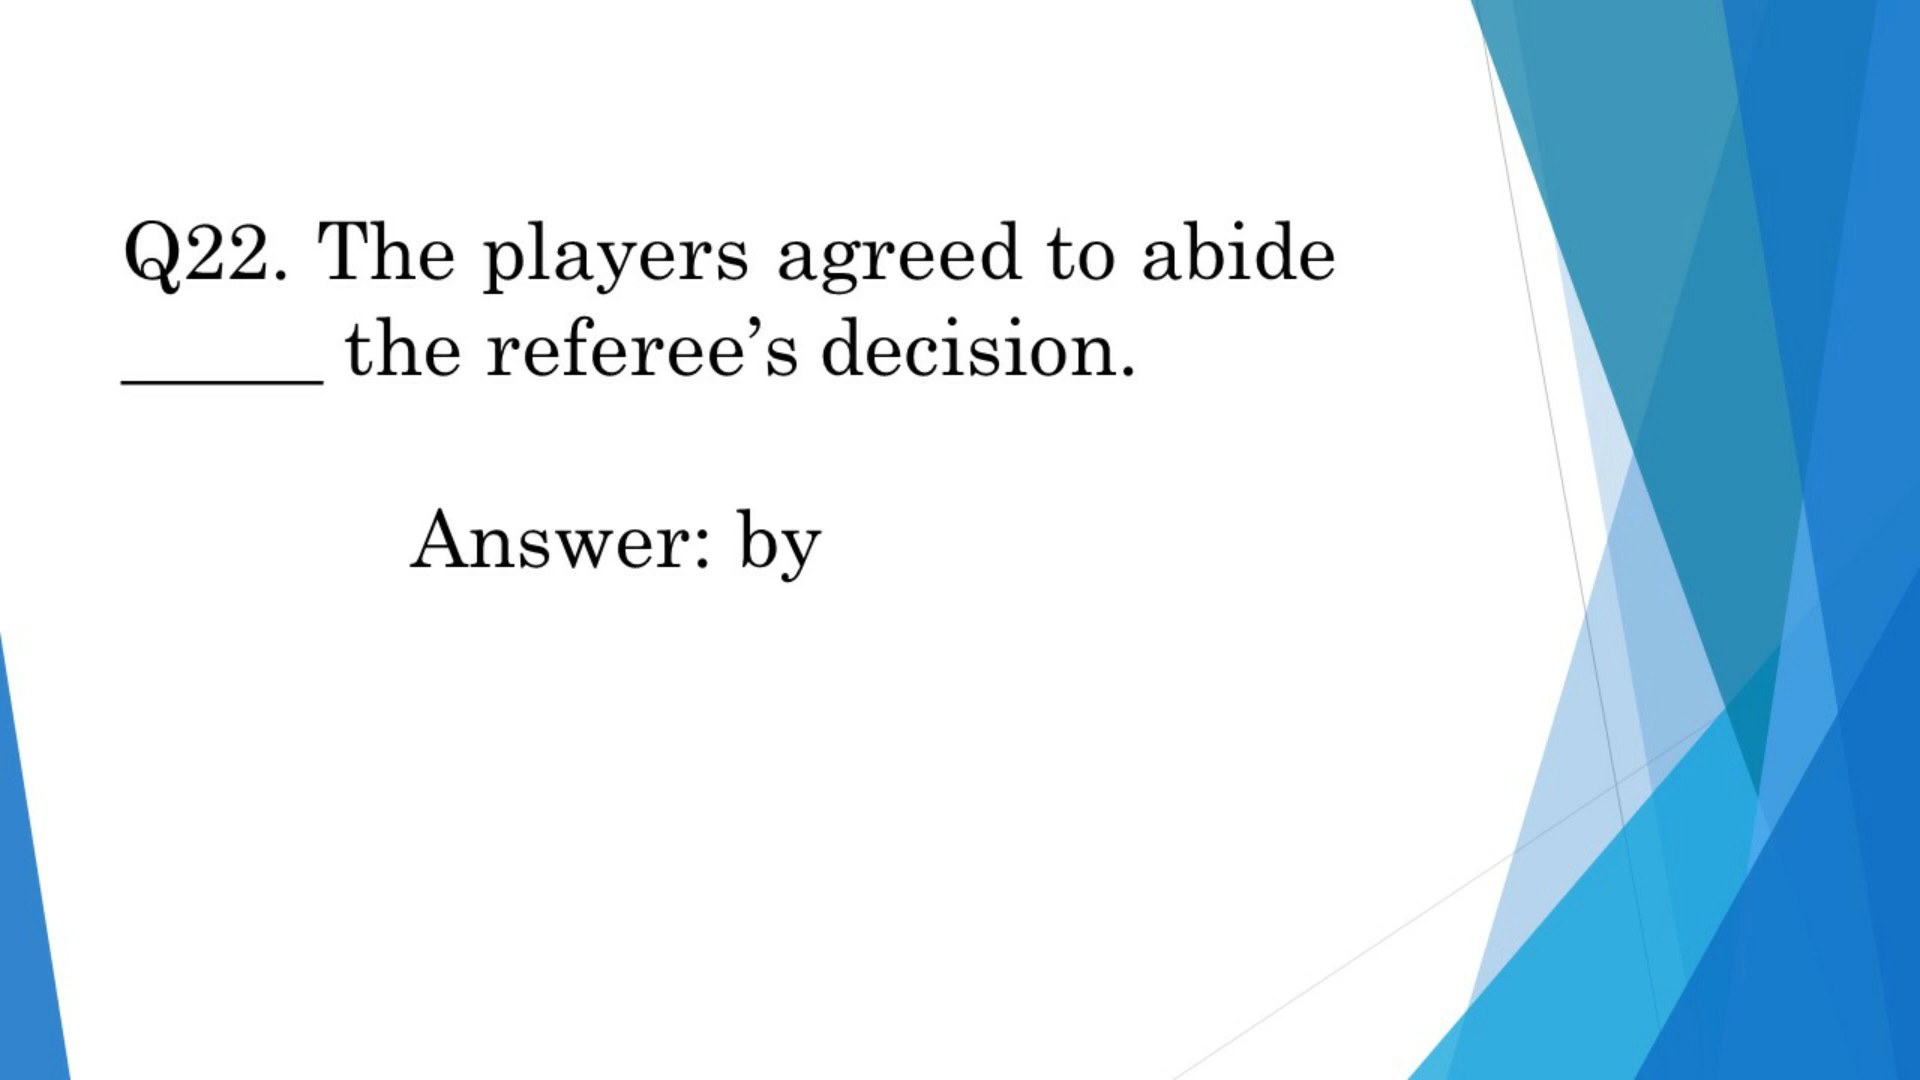 Q22. The players agreed to abide
_____ the referee’s decision.
Answer: by